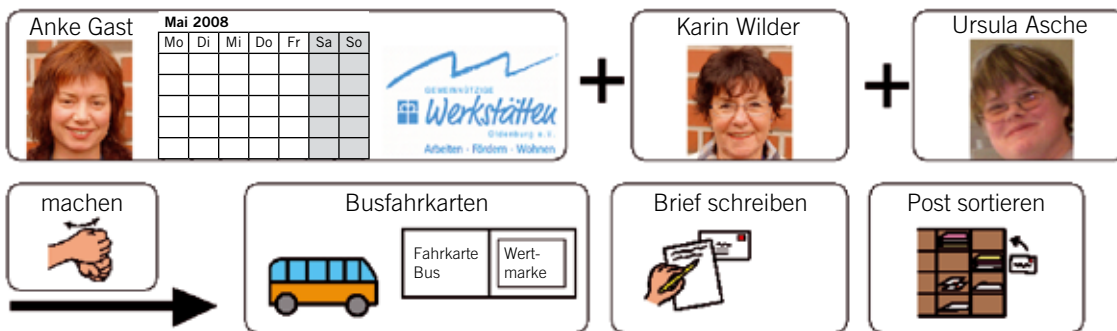 Anke Gast
Mai 2008
Mo Di Mi Do Fr Sa So
GEMEINNÜTZIGE
Werkstätten
Oldenburg e.V.
Arbeiten - Fördern - Wohnen
Karin Wilder
Ursula Asche
machen
Busfahrkarten
Fahrkarte
Bus
Wert-
marke
Brief schreiben
Post sortieren